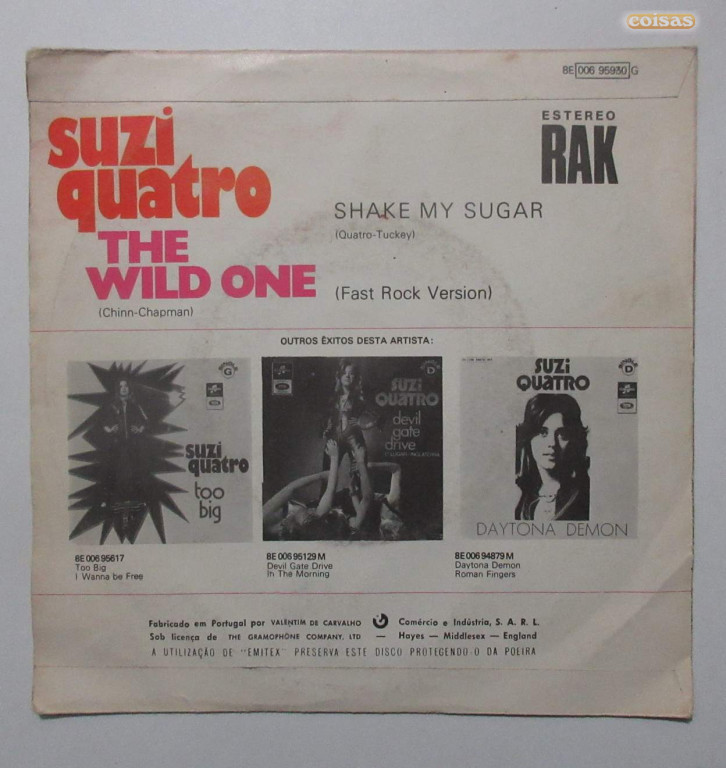 coisas
8E 006 95930 G
ESTEREO
RAK
suzi
quatro
THE
WILD ONE
(Chinn-Chapman)
SHAKE MY SUGAR
(Quatro-Tuckey)
(Fast Rock Version)
OUTROS ÊXITOS DESTA ARTISTA:
G
suzi
quatro
too
big
8E 006 95617
Too Big
I Wanna be Free
D
SUZI
QUATRO
devil
gate
drive
8E 006 95129 M
Devil Gate Drive
In The Morning
D
SUZI
QUATRO
DAYTONA DEMON
8E 006 94879 M
Daytona Demon
Roman Fingers
Fabricado em Portugal por VALENTIM DE CARVALHO Comércio e Indústria, S. A. R. L.
Sob licença de THE GRAMOPHONE COMPANY, LTD — Hayes — Middlesex — England
A UTILIZAÇÃO DE "EMITEX" PRESERVA ESTE DISCO PROTEGENDO-O DA POEIRA